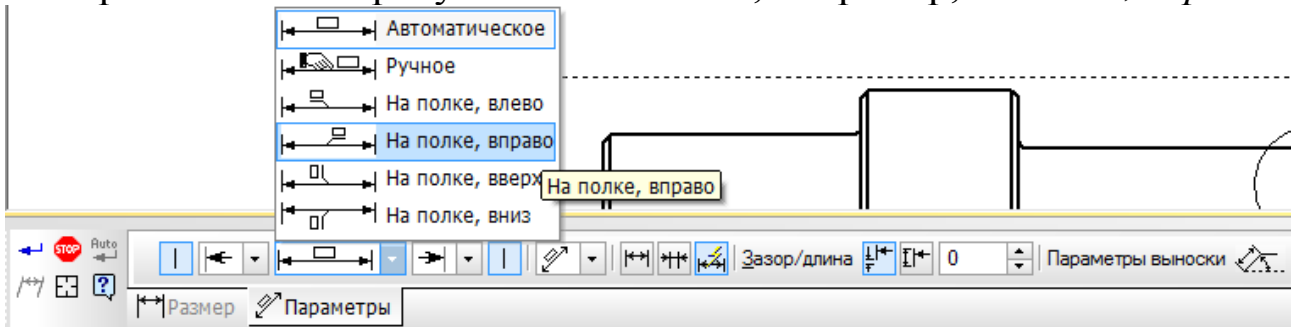 Автоматическое
Ручное
На полке, влево
На полке, вправо
На полке, вверх
На полке, вправо
На полке, вниз
STOP Auto
Зазор/длина 0 Параметры выноски
Размер Параметры